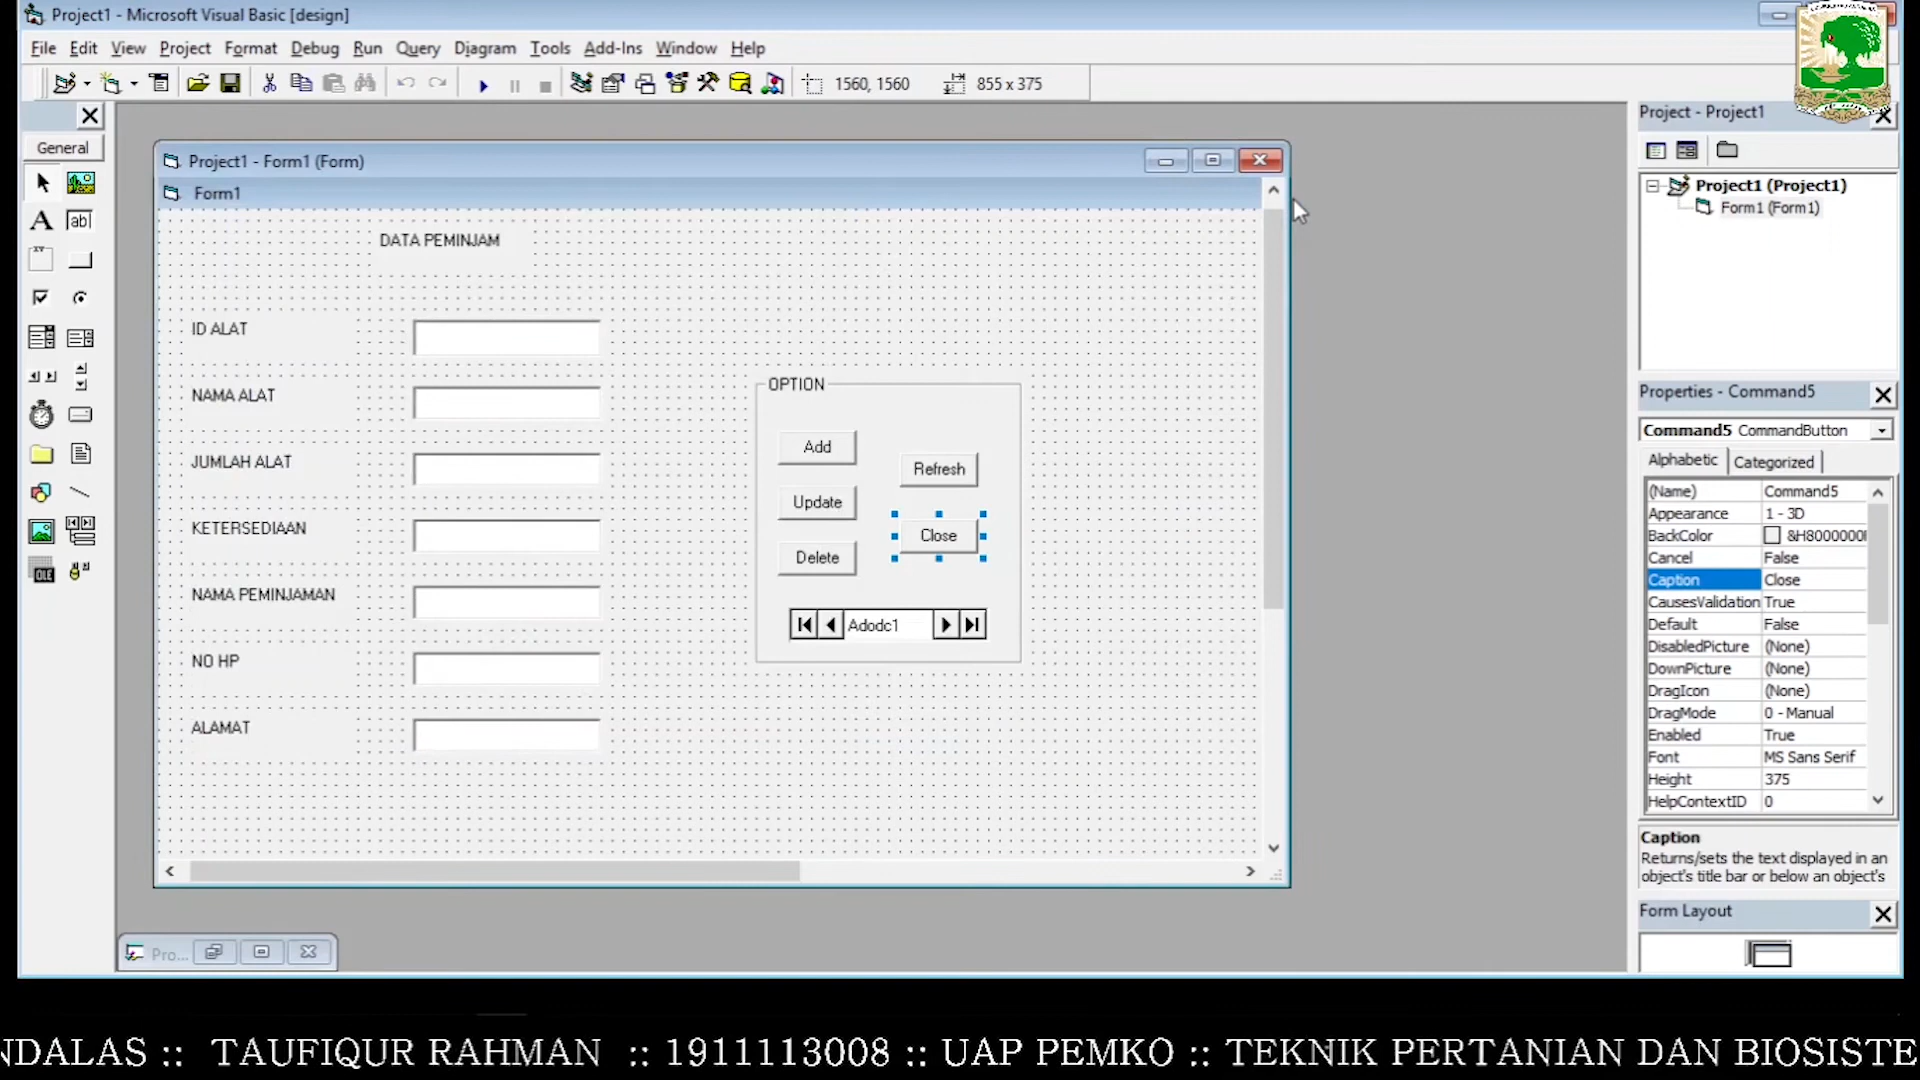 Project1 - Microsoft Visual Basic [design]
File Edit View Project Format Debug Run Query Diagram Tools Add-Ins Window Help
1560, 1560 855 x 375
General
A ab|
XY
OLE
Project1 - Form1 (Form)
Form1
DATA PEMINJAM
ID ALAT
NAMA ALAT
JUMLAH ALAT
KETERSEDIAAN
NAMA PEMINJAMAN
NO HP
ALAMAT
OPTION
Add
Update
Delete
Refresh
Close
Adodc1
Pro...
Project - Project1
Project1 (Project1)
Form1 (Form1)
Properties - Command5
Command5 CommandButton
Alphabetic Categorized
(Name) Command5
Appearance 1 - 3D
BackColor &H8000000
Cancel False
Caption Close
CausesValidation True
Default False
DisabledPicture (None)
DownPicture (None)
DragIcon (None)
DragMode 0 - Manual
Enabled True
Font MS Sans Serif
Height 375
HelpContextID 0
Caption
Returns/sets the text displayed in an
object's title bar or below an object's
Form Layout
NDALAS :: TAUFIQUR RAHMAN :: 1911113008 :: UAP PEMKO :: TEKNIK PERTANIAN DAN BIOSISTE